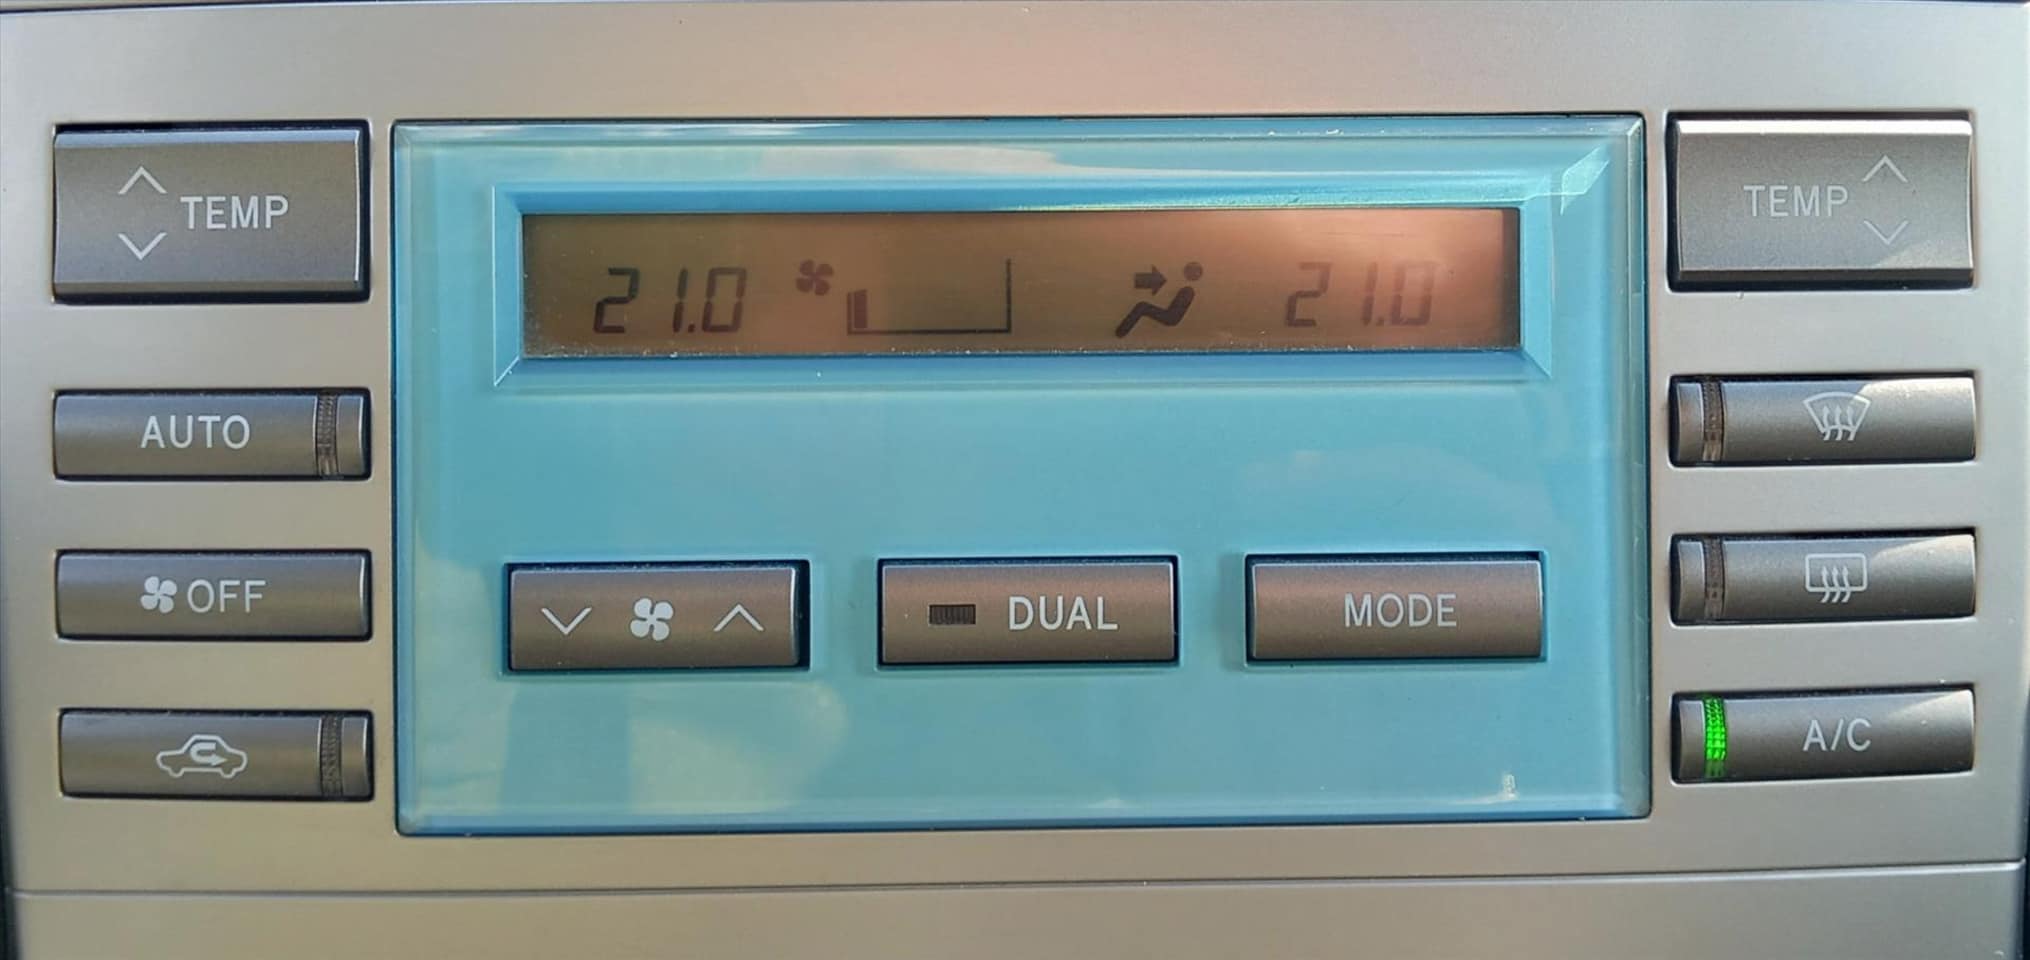 TEMP
21.0
21.0
TEMP
AUTO
OFF
DUAL
MODE
A/C